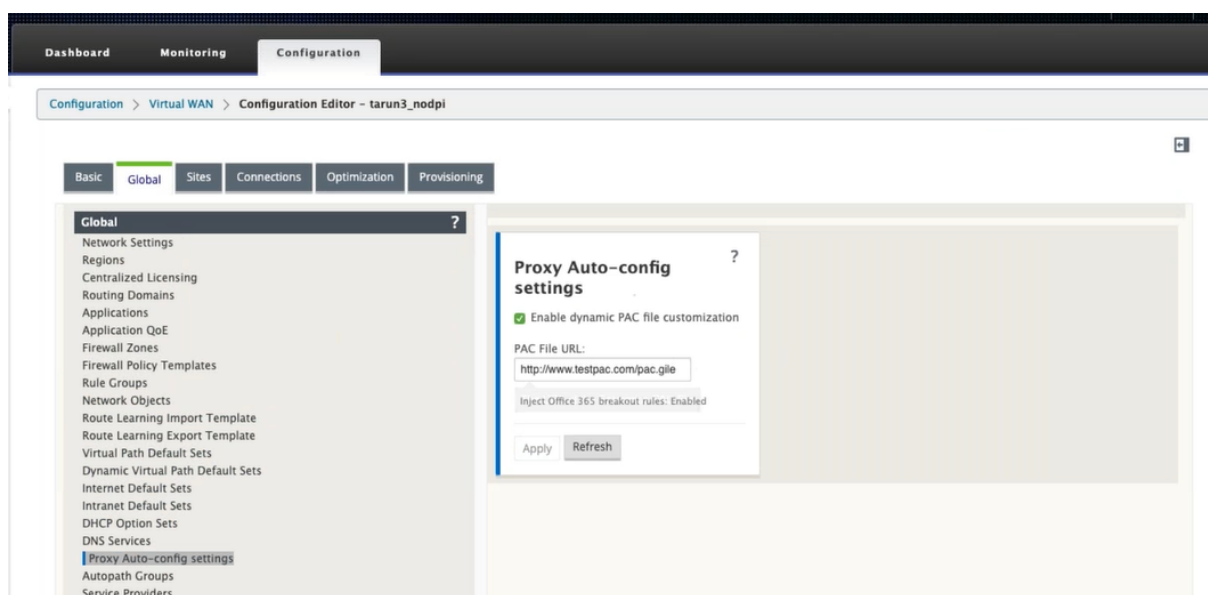 Dashboard Monitoring Configuration
Configuration > Virtual WAN > Configuration Editor - tarun3_nodpi
Basic Global Sites Connections Optimization Provisioning
Global ?
Network Settings
Regions
Centralized Licensing
Routing Domains
Applications
Application QoE
Firewall Zones
Firewall Policy Templates
Rule Groups
Network Objects
Route Learning Import Template
Route Learning Export Template
Virtual Path Default Sets
Dynamic Virtual Path Default Sets
Internet Default Sets
Intranet Default Sets
DHCP Option Sets
DNS Services
Proxy Auto-config settings
Autopath Groups
Service Providers
Proxy Auto-config ?
settings
Enable dynamic PAC file customization
PAC File URL:
http://www.testpac.com/pac.gile
Inject Office 365 breakout rules: Enabled
Apply Refresh